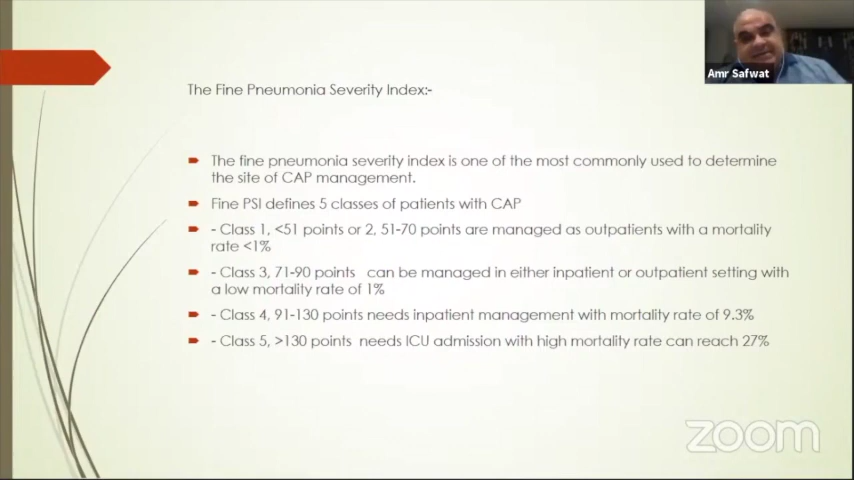 Amr Safwat
The Fine Pneumonia Severity Index:-
The fine pneumonia severity index is one of the most commonly used to determine
the site of CAP management.
Fine PSI defines 5 classes of patients with CAP
- Class 1, <51 points or 2, 51-70 points are managed as outpatients with a mortality
rate <1%
- Class 3, 71-90 points can be managed in either inpatient or outpatient setting with
a low mortality rate of 1%
- Class 4, 91-130 points needs inpatient management with mortality rate of 9.3%
- Class 5, >130 points needs ICU admission with high mortality rate can reach 27%
zoom